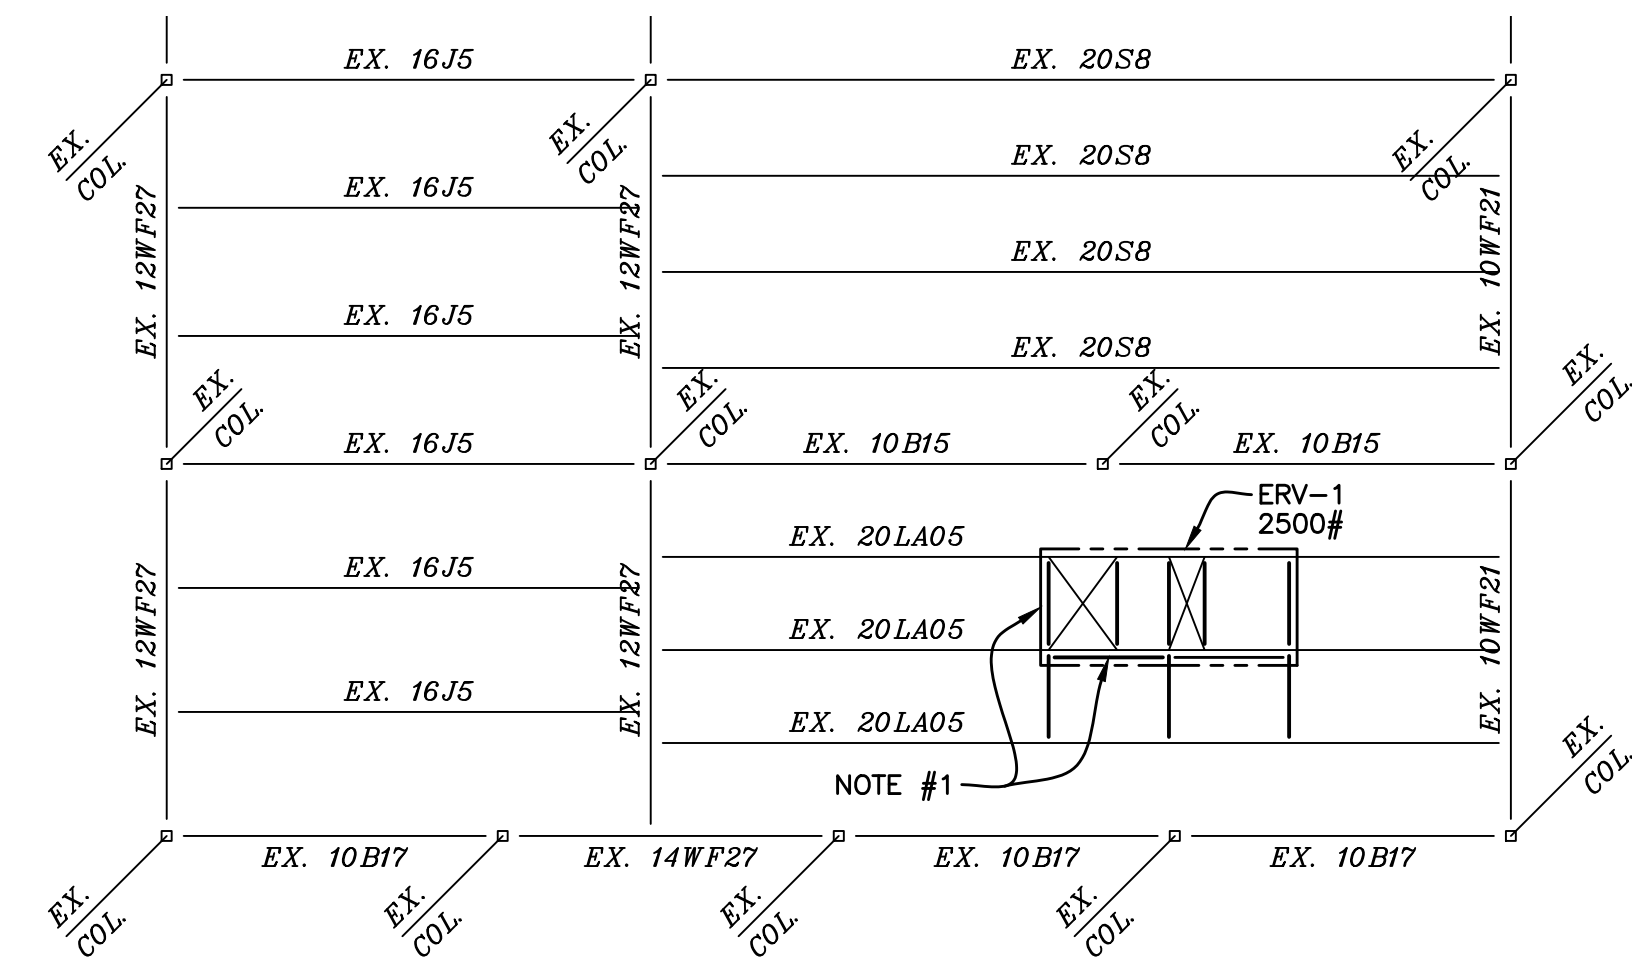 EX. 16J5
EX. 20S8
EX.
COL.
EX.
COL.
EX.
COL.
EX. 20S8
EX. 16J5
EX. 12WF27
EX. 12WF27
EX. 10WF21
EX. 20S8
EX. 16J5
EX. 20S8
EX.
COL.
EX.
COL.
EX.
COL.
EX.
COL.
EX. 16J5
EX. 10B15
EX. 10B15
ERV-1
2500#
EX. 20LA05
EX. 16J5
EX. 12WF27
EX. 12WF27
EX. 10WF21
EX. 20LA05
EX. 16J5
EX. 20LA05
EX.
COL.
NOTE #1
EX. 10B17
EX. 14WF27
EX. 10B17
EX. 10B17
EX.
COL.
EX.
COL.
EX.
COL.
EX.
COL.